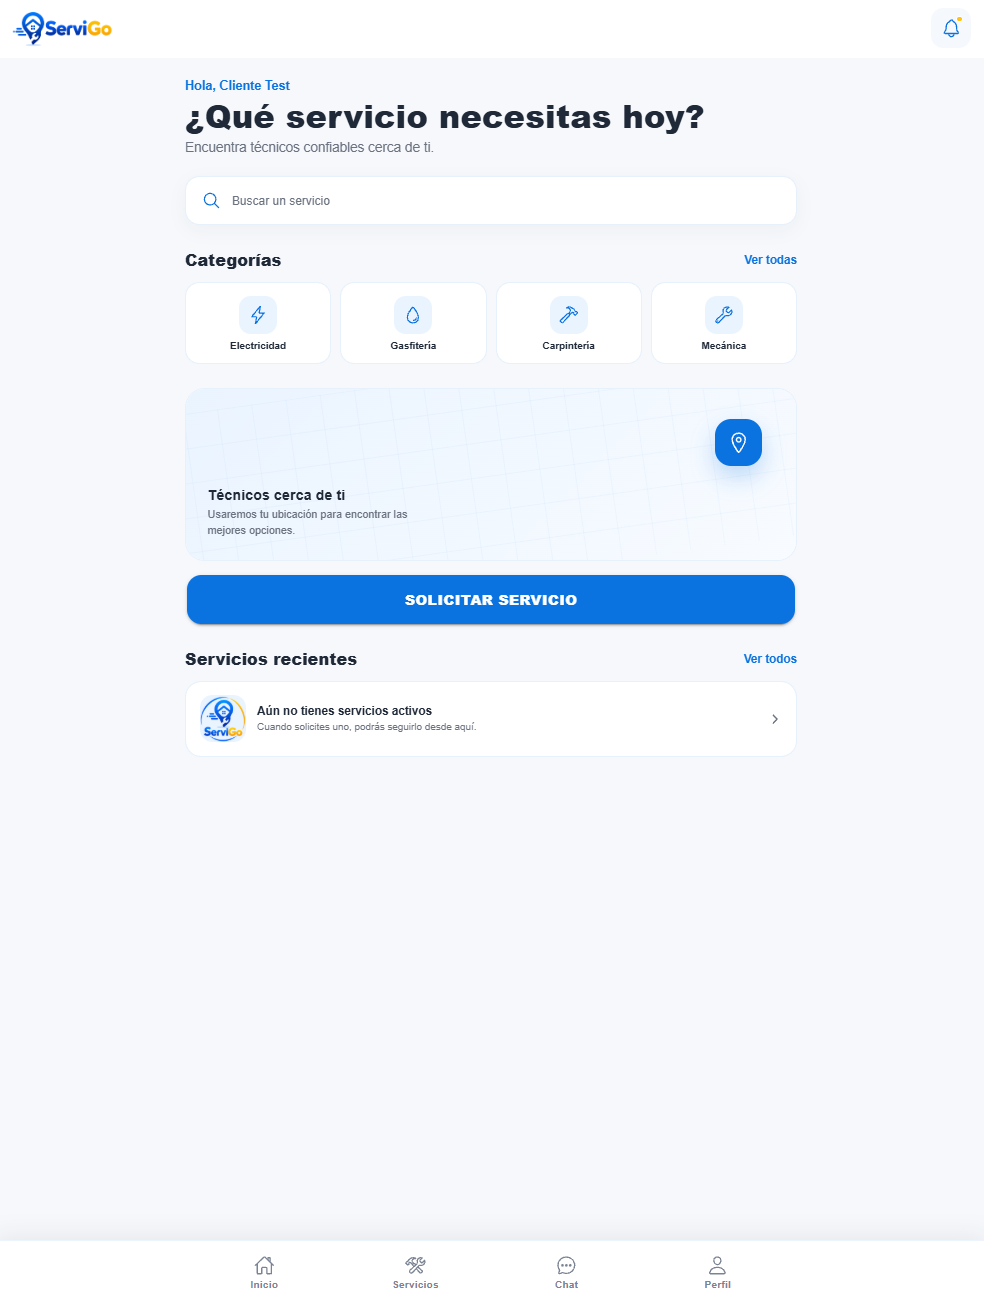 ServiGo
Hola, Cliente Test
¿Qué servicio necesitas hoy?
Encuentra técnicos confiables cerca de ti.
Buscar un servicio
Categorías
Ver todas
Electricidad
Gasfitería
Carpintería
Mecánica
Técnicos cerca de ti
Usaremos tu ubicación para encontrar las
mejores opciones.
SOLICITAR SERVICIO
Servicios recientes
Ver todos
ServiGo
Aún no tienes servicios activos
Cuando solicites uno, podrás seguirlo desde aquí.
Inicio
Servicios
Chat
Perfil